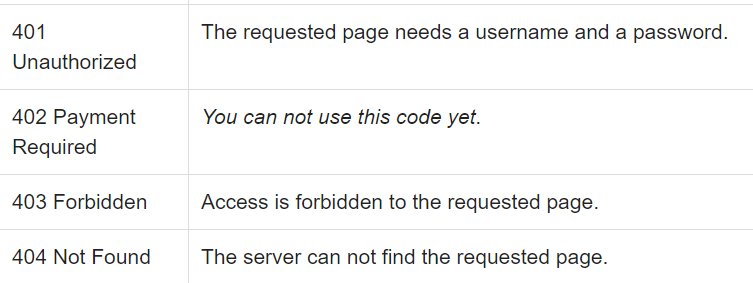 401 Unauthorized
The requested page needs a username and a password.
402 Payment Required
You can not use this code yet.
403 Forbidden
Access is forbidden to the requested page.
404 Not Found
The server can not find the requested page.